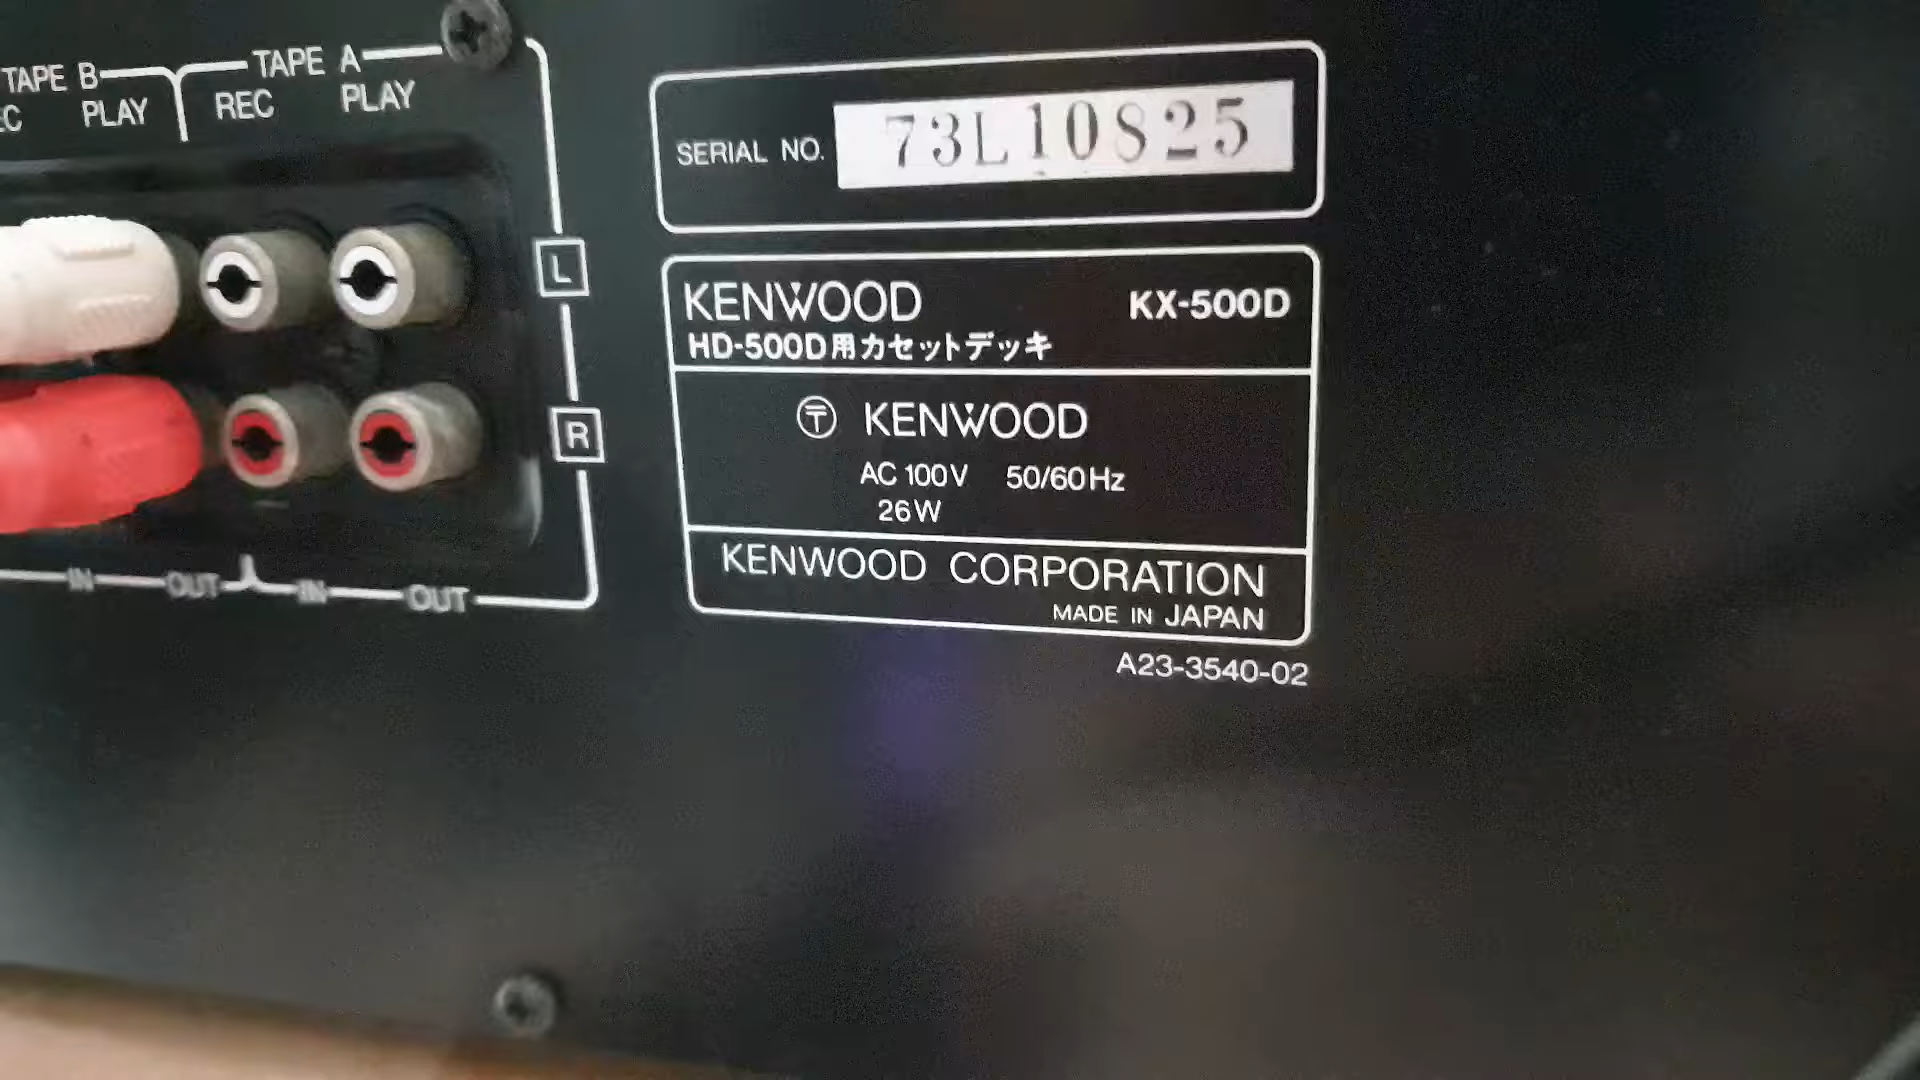 TAPE B
TAPE A
PLAY
REC
PLAY
L
R
IN
OUT
IN
OUT
SERIAL NO. 73L10825
KENWOOD KX-500D
HD-500D用カセットデッキ
〒 KENWOOD
AC 100V 50/60Hz
26W
KENWOOD CORPORATION
MADE IN JAPAN
A23-3540-02